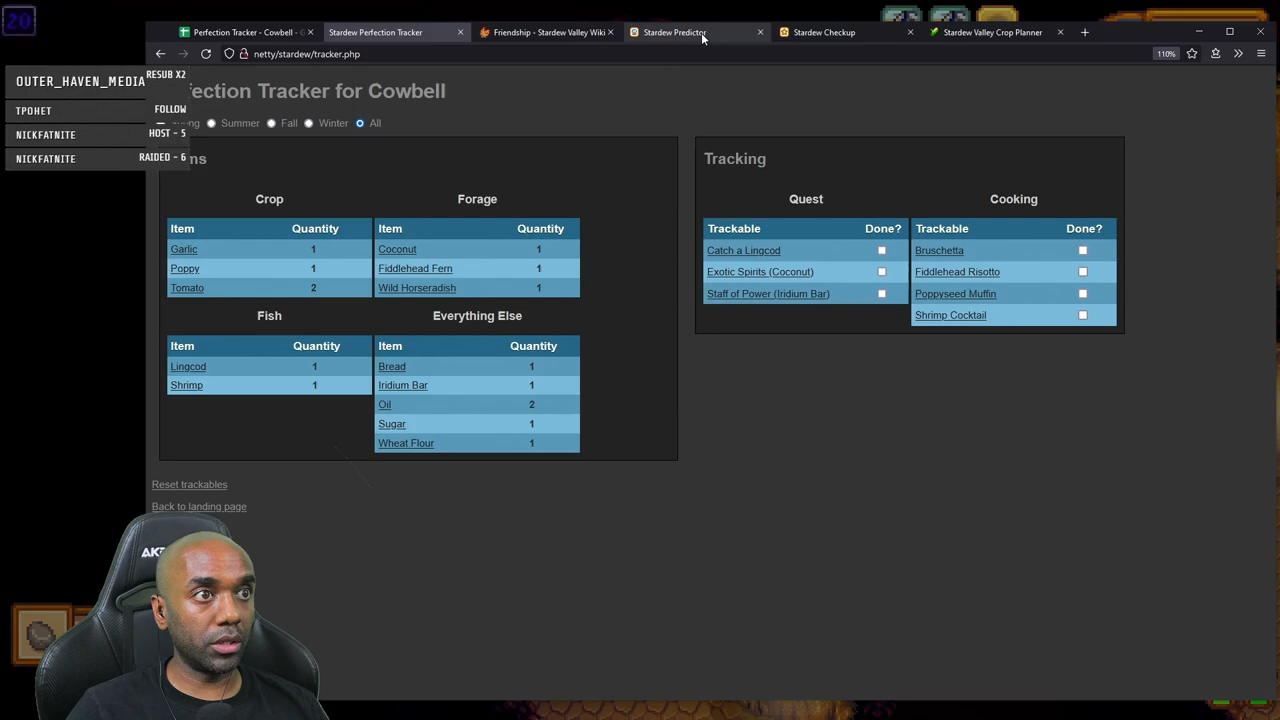 20
Perfection Tracker - Cowbell - G
Stardew Perfection Tracker
Friendship - Stardew Valley Wiki
Stardew Predictor
Stardew Checkup
Stardew Valley Crop Planner
netty/stardew/tracker.php
110%
OUTER_HAVEN_MEDIA RESUB X2
TPOHET FOLLOW
NICKFATNITE HOST - 5
NICKFATNITE RAIDED - 6
fection Tracker for Cowbell
Summer Fall Winter All
ms
Crop
Item Quantity
Garlic 1
Poppy 1
Tomato 2
Forage
Item Quantity
Coconut 1
Fiddlehead Fern 1
Wild Horseradish 1
Fish
Item Quantity
Lingcod 1
Shrimp 1
Everything Else
Item Quantity
Bread 1
Iridium Bar 1
Oil 2
Sugar 1
Wheat Flour 1
Tracking
Quest
Trackable Done?
Catch a Lingcod
Exotic Spirits (Coconut)
Staff of Power (Iridium Bar)
Cooking
Trackable Done?
Bruschetta
Fiddlehead Risotto
Poppyseed Muffin
Shrimp Cocktail
Reset trackables
Back to landing page